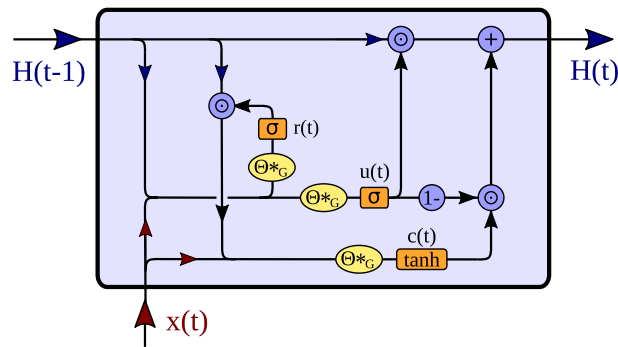 H(t-1)
H(t)
⊙
+
⊙
σ
r(t)
Θ*G
u(t)
Θ*G
σ
1-
⊙
c(t)
Θ*G
tanh
x(t)